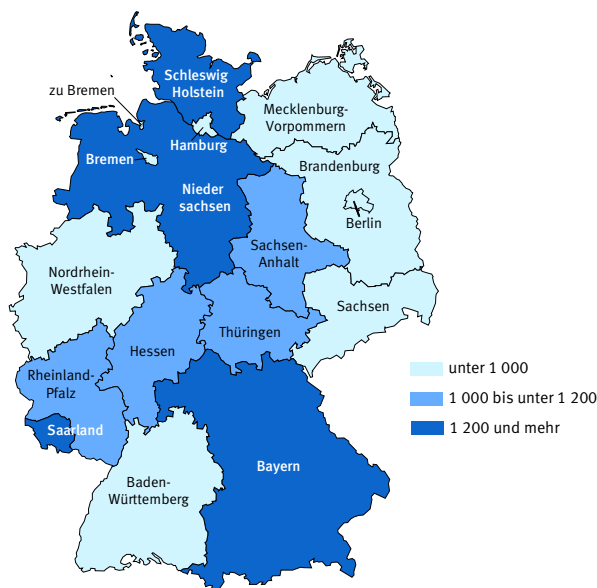 Schleswig
Holstein
zu Bremen
Mecklenburg-
Vorpommern
Hamburg
Bremen
Brandenburg
Nieder
sachsen
Berlin
Sachsen-
Anhalt
Nordrhein-
Westfalen
Sachsen
Thüringen
Hessen
Rheinland-
Pfalz
Saarland
Bayern
Baden-
Württemberg
unter 1 000
1 000 bis unter 1 200
1 200 und mehr